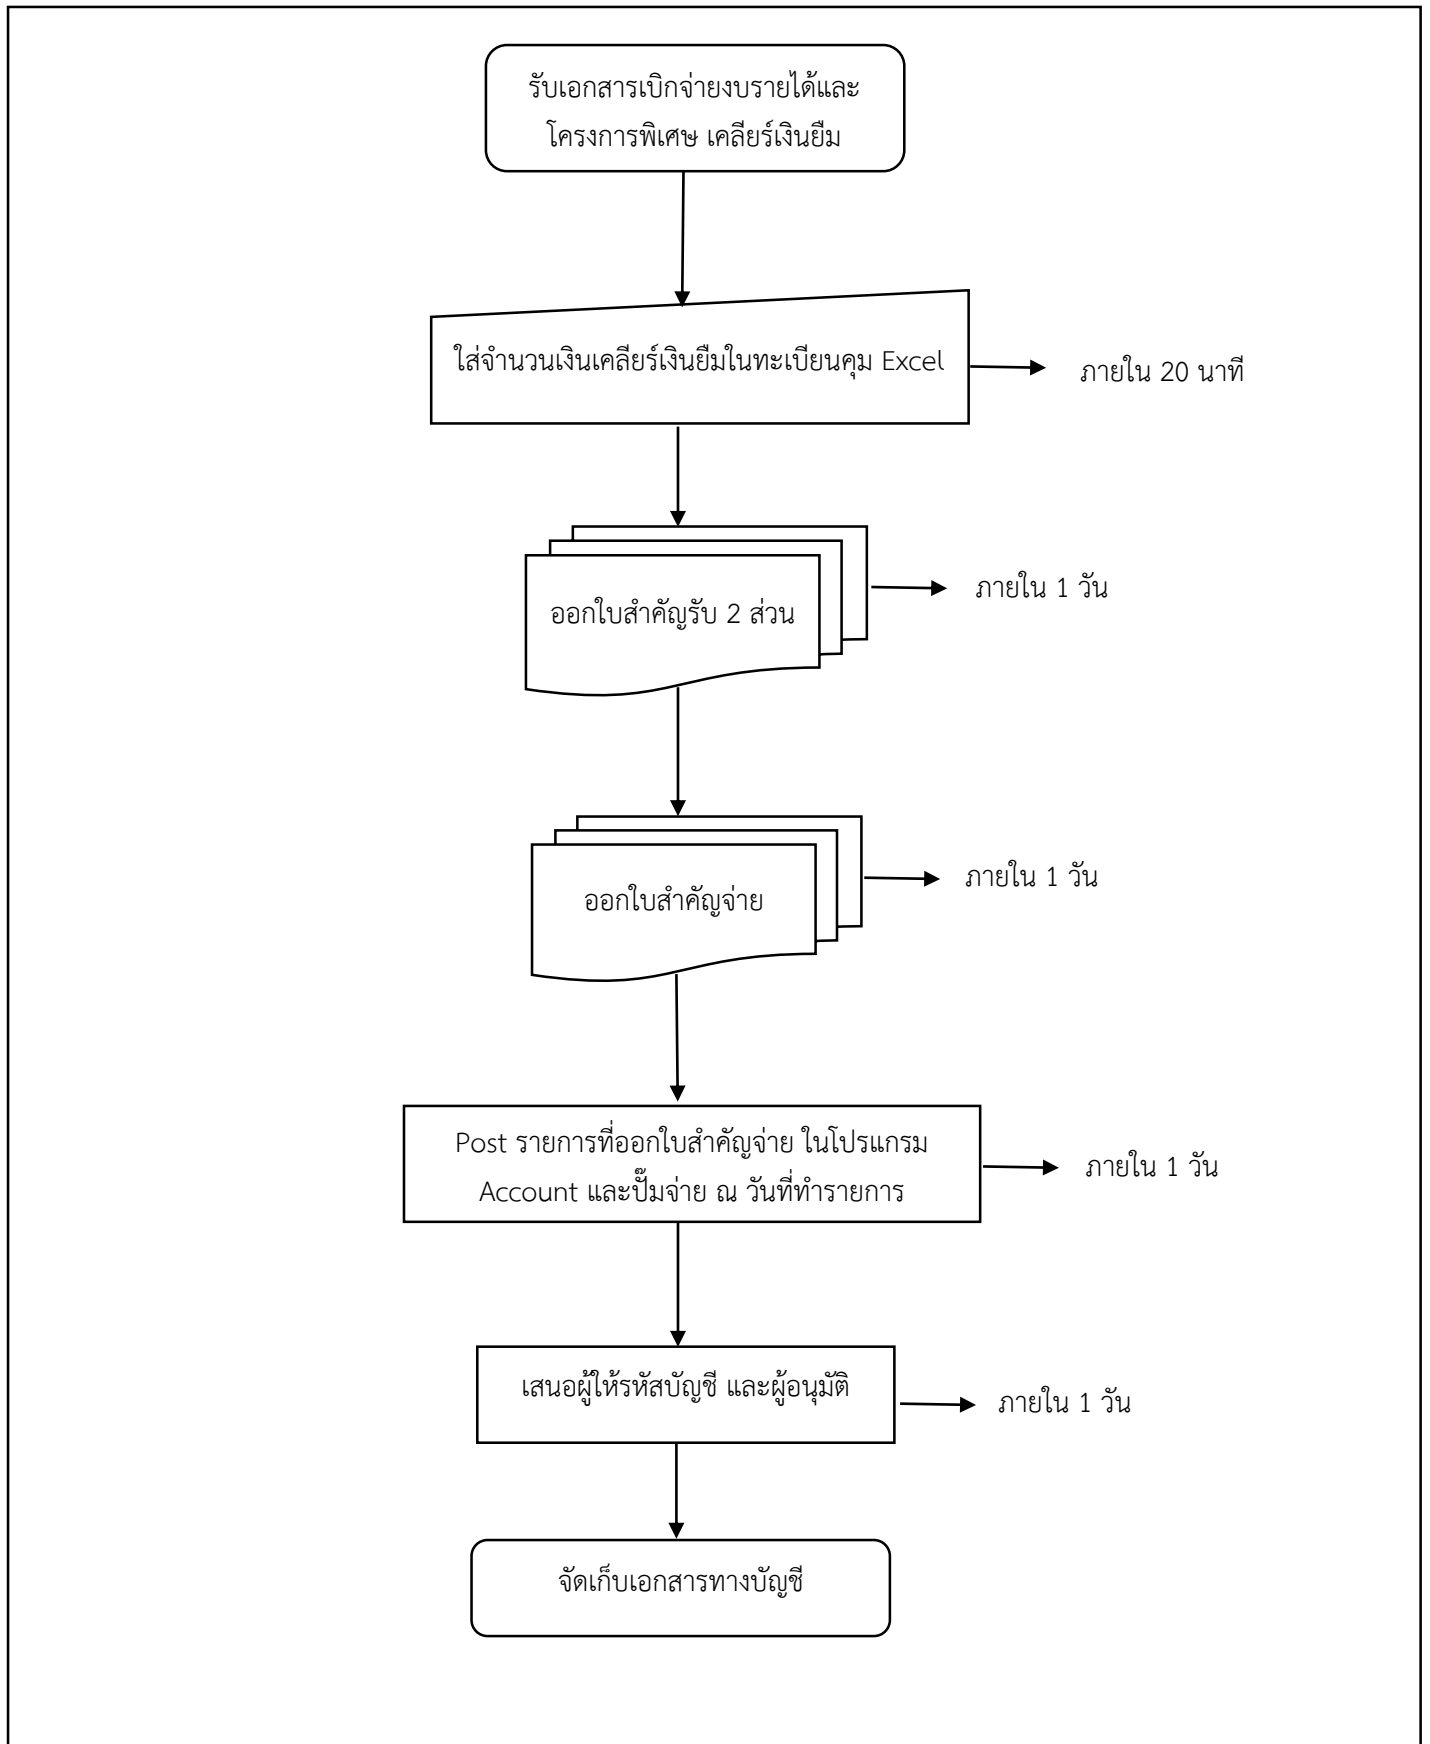 รับเอกสารเบิกจ่ายงบรายได้และ
โครงการพิเศษ เคลียร์เงินยืม
ใส่จำนวนเงินเคลียร์เงินยืมในทะเบียนคุม Excel
ภายใน 20 นาที
ออกใบสำคัญรับ 2 ส่วน
ภายใน 1 วัน
ออกใบสำคัญจ่าย
ภายใน 1 วัน
Post รายการที่ออกใบสำคัญจ่าย ในโปรแกรม
Account และปั๊มจ่าย ณ วันที่ทำรายการ
ภายใน 1 วัน
เสนอผู้ให้รหัสบัญชี และผู้อนุมัติ
ภายใน 1 วัน
จัดเก็บเอกสารทางบัญชี